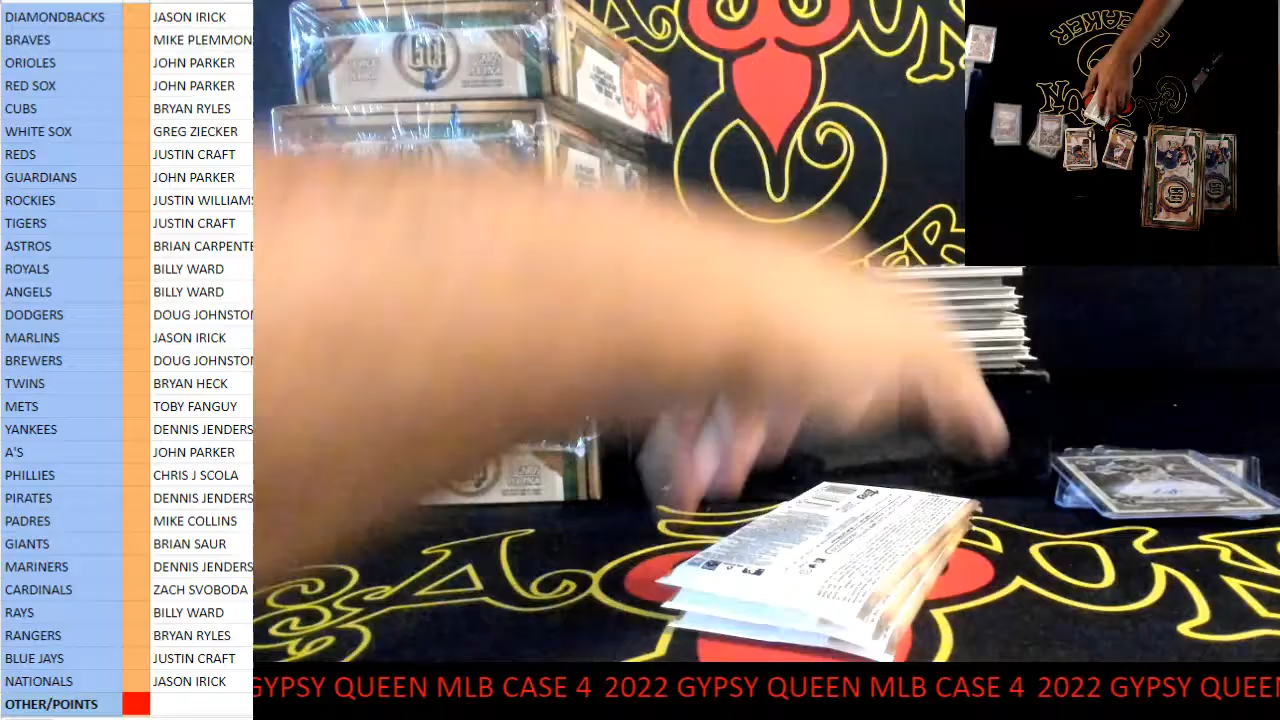 DIAMONDBACKS JASON IRICK
BRAVES MIKE PLEMMON
ORIOLES JOHN PARKER
RED SOX JOHN PARKER
CUBS BRYAN RYLES
WHITE SOX GREG ZIECKER
REDS JUSTIN CRAFT
GUARDIANS JOHN PARKER
ROCKIES JUSTIN WILLIAMS
TIGERS JUSTIN CRAFT
ASTROS BRIAN CARPENTE
ROYALS BILLY WARD
ANGELS BILLY WARD
DODGERS DOUG JOHNSTO
MARLINS JASON IRICK
BREWERS DOUG JOHNSTO
TWINS BRYAN HECK
METS TOBY FANGUY
YANKEES DENNIS JENDERS
A'S JOHN PARKER
PHILLIES CHRIS J SCOLA
PIRATES DENNIS JENDERS
PADRES MIKE COLLINS
GIANTS BRIAN SAUR
MARINERS DENNIS JENDERS
CARDINALS ZACH SVOBODA
RAYS BILLY WARD
RANGERS BRYAN RYLES
BLUE JAYS JUSTIN CRAFT
NATIONALS JASON IRICK
OTHER/POINTS
GYPSY QUEEN MLB CASE 4 2022 GYPSY QUEEN MLB CASE 4 2022 GYPSY QUEE